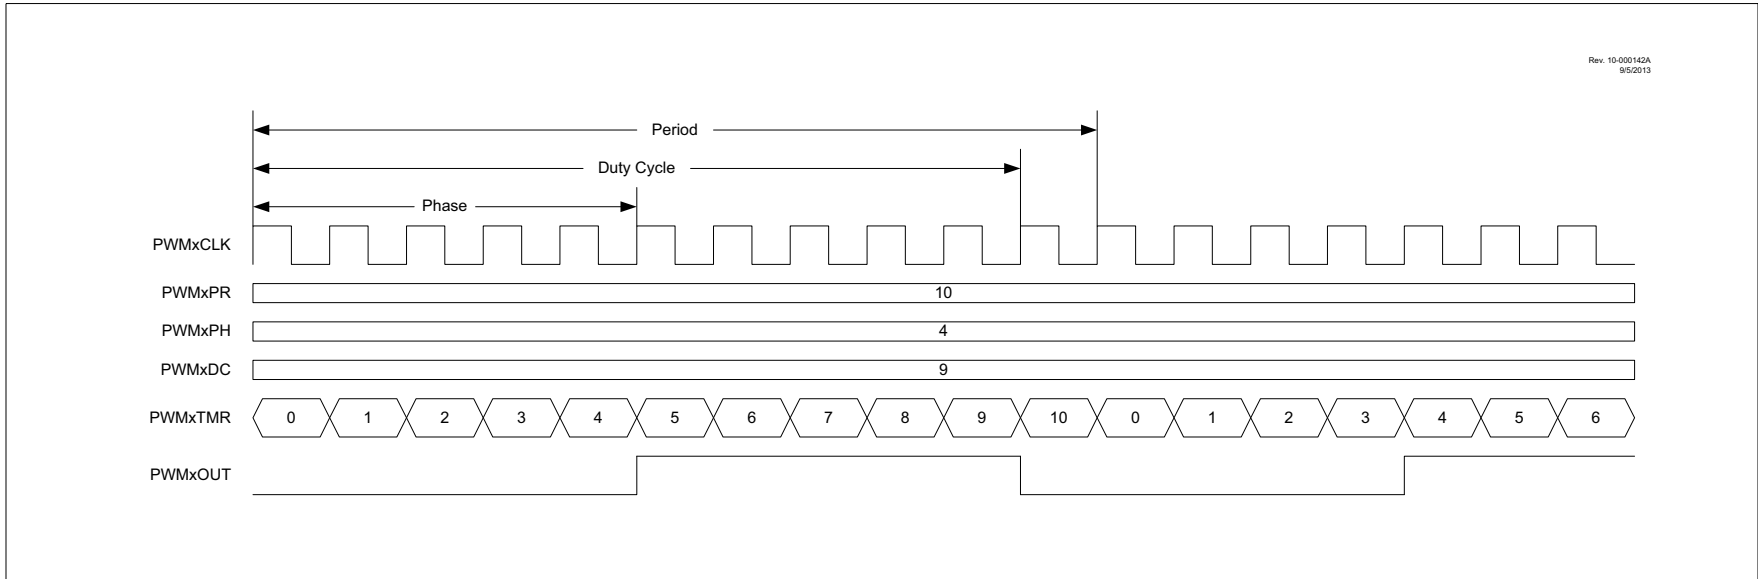 Rev. 10-000142A
9/5/2013
Period
Duty Cycle
Phase
PWMxCLK
PWMxPR 10
PWMxPH 4
PWMxDC 9
PWMxTMR 0 1 2 3 4 5 6 7 8 9 10 0 1 2 3 4 5 6
PWMxOUT